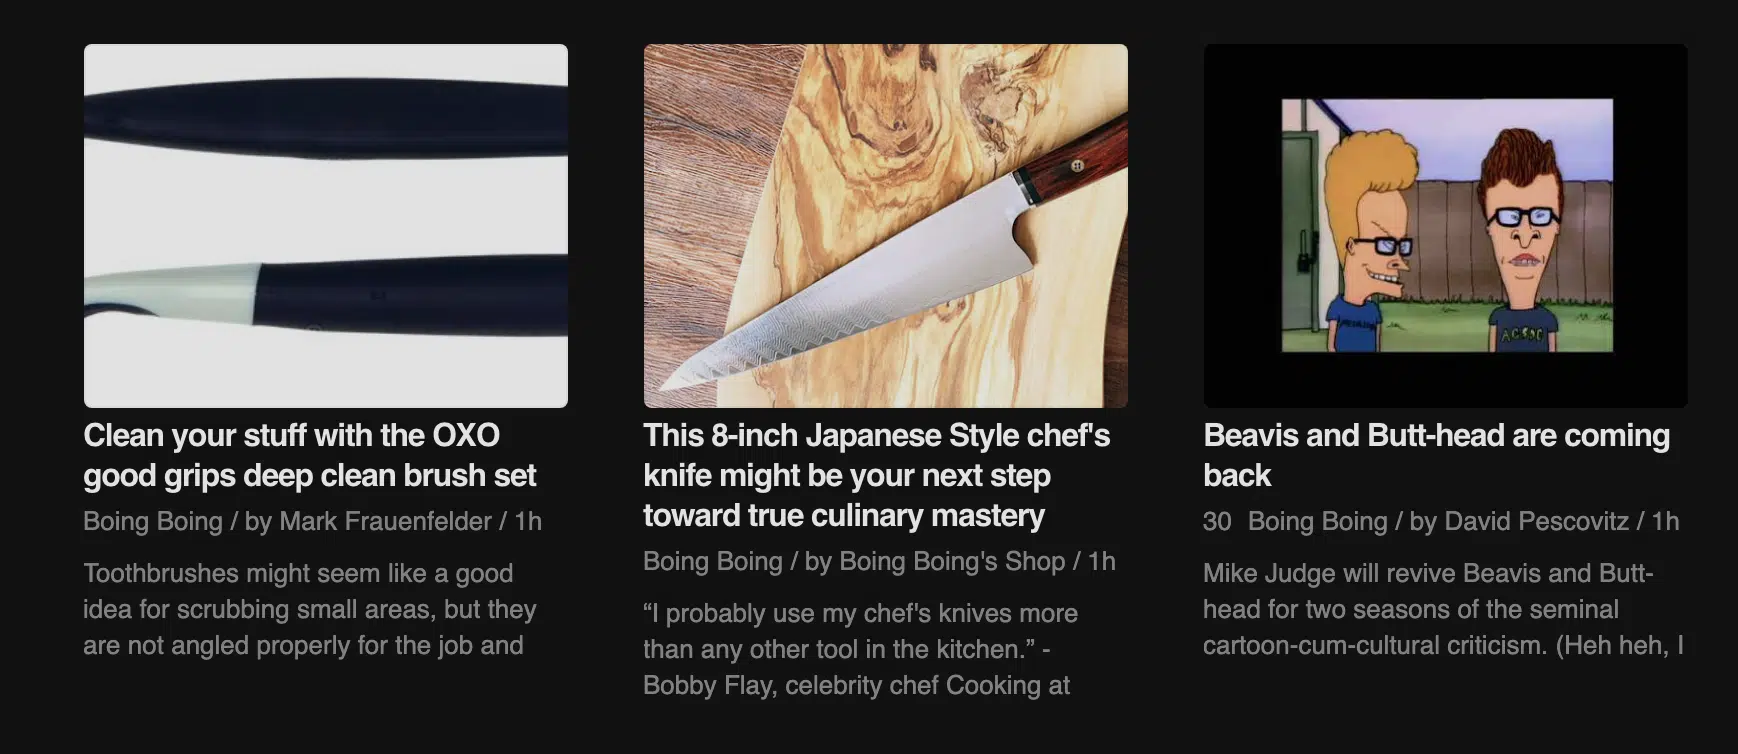 Clean your stuff with the OXO
good grips deep clean brush set
Boing Boing / by Mark Frauenfelder / 1h
Toothbrushes might seem like a good
idea for scrubbing small areas, but they
are not angled properly for the job and
This 8-inch Japanese Style chef's
knife might be your next step
toward true culinary mastery
Boing Boing / by Boing Boing's Shop / 1h
“I probably use my chef's knives more
than any other tool in the kitchen.” -
Bobby Flay, celebrity chef Cooking at
AC DC
Beavis and Butt-head are coming
back
30 Boing Boing / by David Pescovitz / 1h
Mike Judge will revive Beavis and Butt-
head for two seasons of the seminal
cartoon-cum-cultural criticism. (Heh heh, I